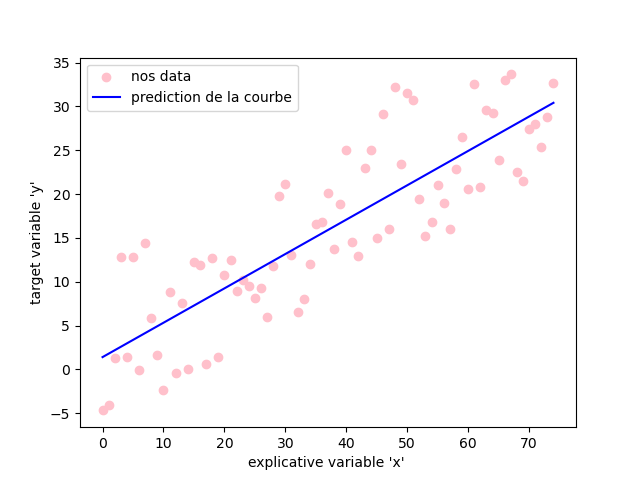 nos data
prediction de la courbe
35
30
25
20
15
10
5
0
−5
target variable 'y'
0 10 20 30 40 50 60 70
explicative variable 'x'